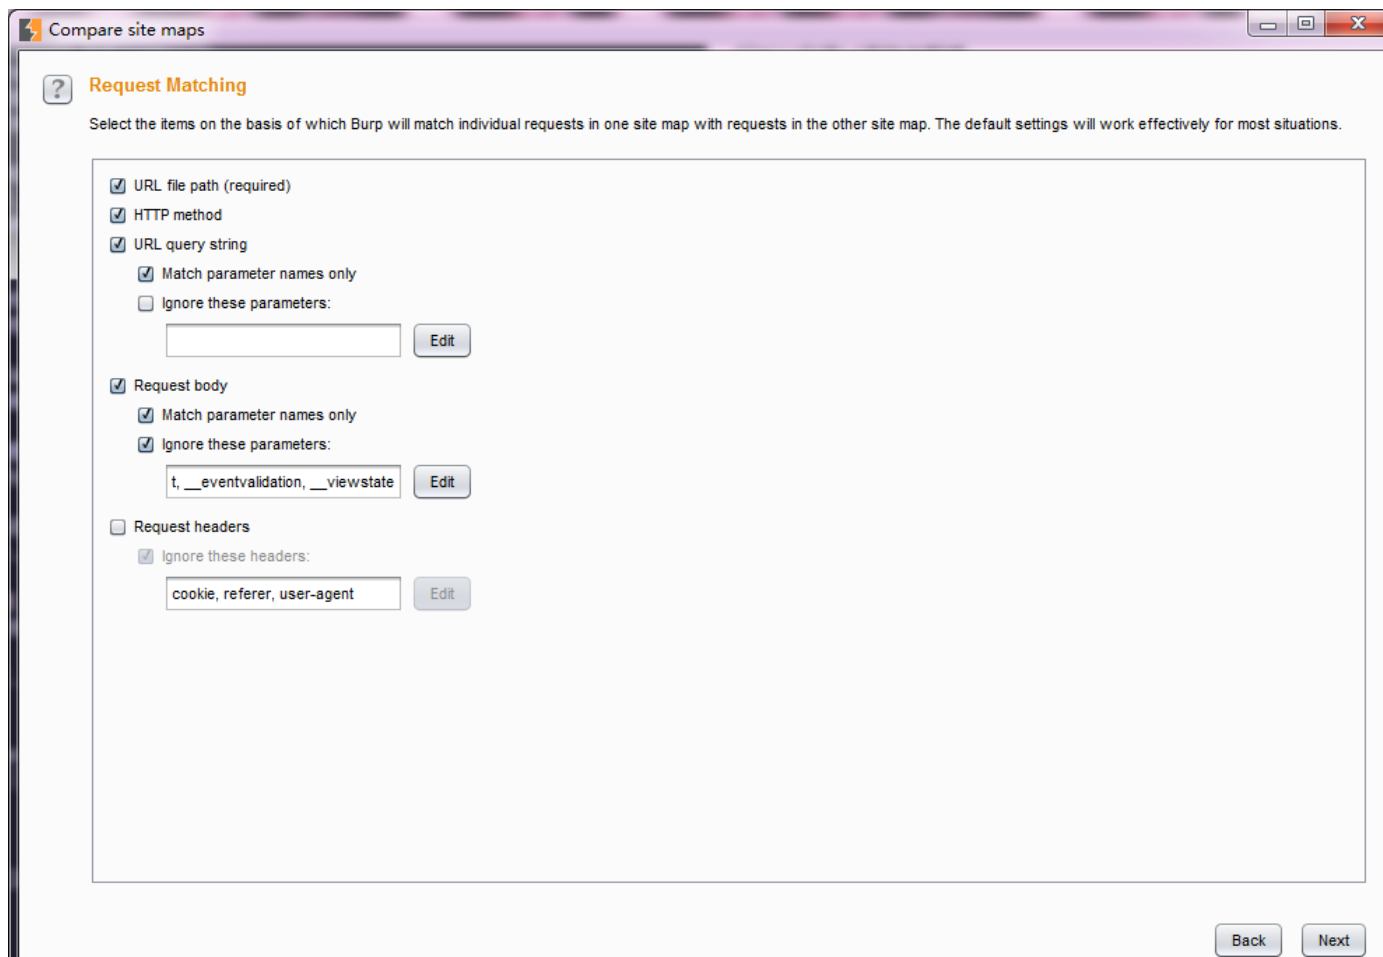 Compare site maps
?
Request Matching
Select the items on the basis of which Burp will match individual requests in one site map with requests in the other site map. The default settings will work effectively for most situations.
URL file path (required)
HTTP method
URL query string
Match parameter names only
Ignore these parameters:
Edit
Request body
Match parameter names only
Ignore these parameters:
t, __eventvalidation, __viewstate Edit
Request headers
Ignore these headers:
cookie, referer, user-agent Edit
Back Next